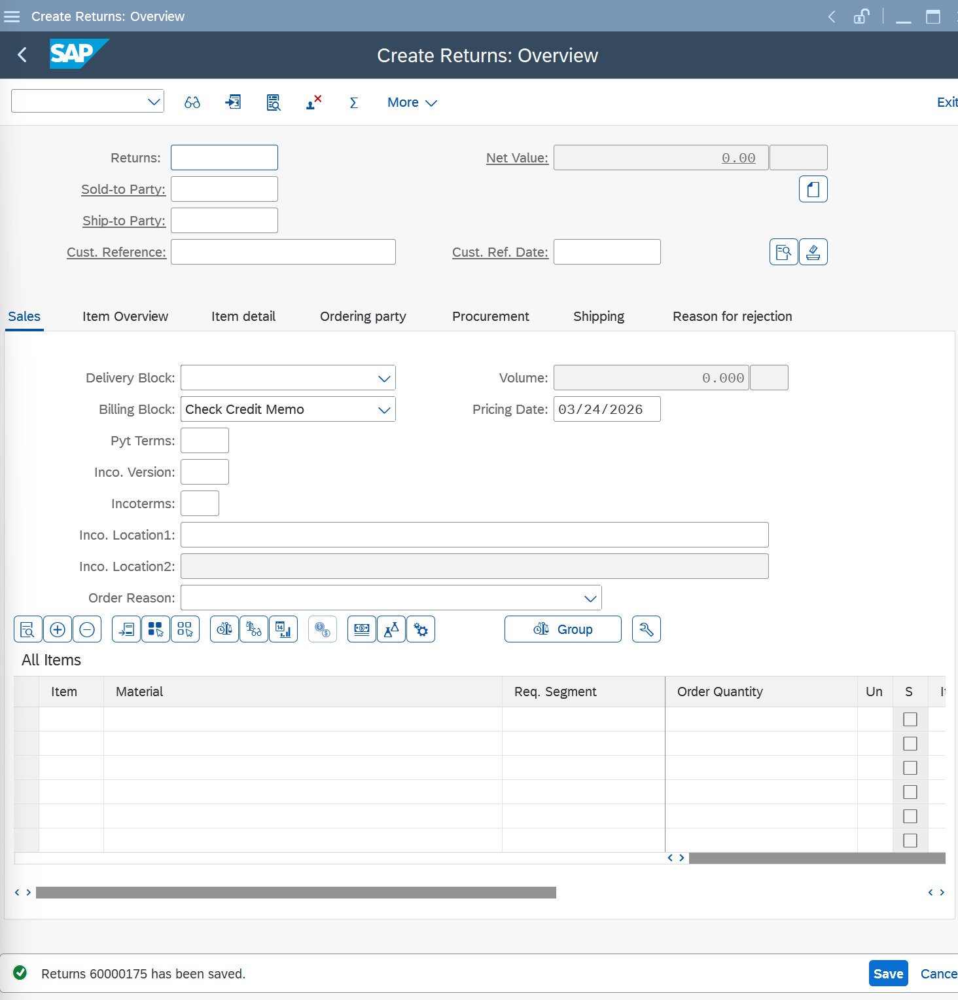 Create Returns: Overview
SAP
Create Returns: Overview
More
Exit
Returns:
Net Value: 0.00
Sold-to Party:
Ship-to Party:
Cust. Reference:
Cust. Ref. Date:
Sales
Item Overview
Item detail
Ordering party
Procurement
Shipping
Reason for rejection
Delivery Block:
Volume: 0.000
Billing Block: Check Credit Memo
Pricing Date: 03/24/2026
Pyt Terms:
Inco. Version:
Incoterms:
Inco. Location1:
Inco. Location2:
Order Reason:
14
Group
All Items
Item
Material
Req. Segment
Order Quantity
Un
S
Returns 60000175 has been saved.
Save
Cance